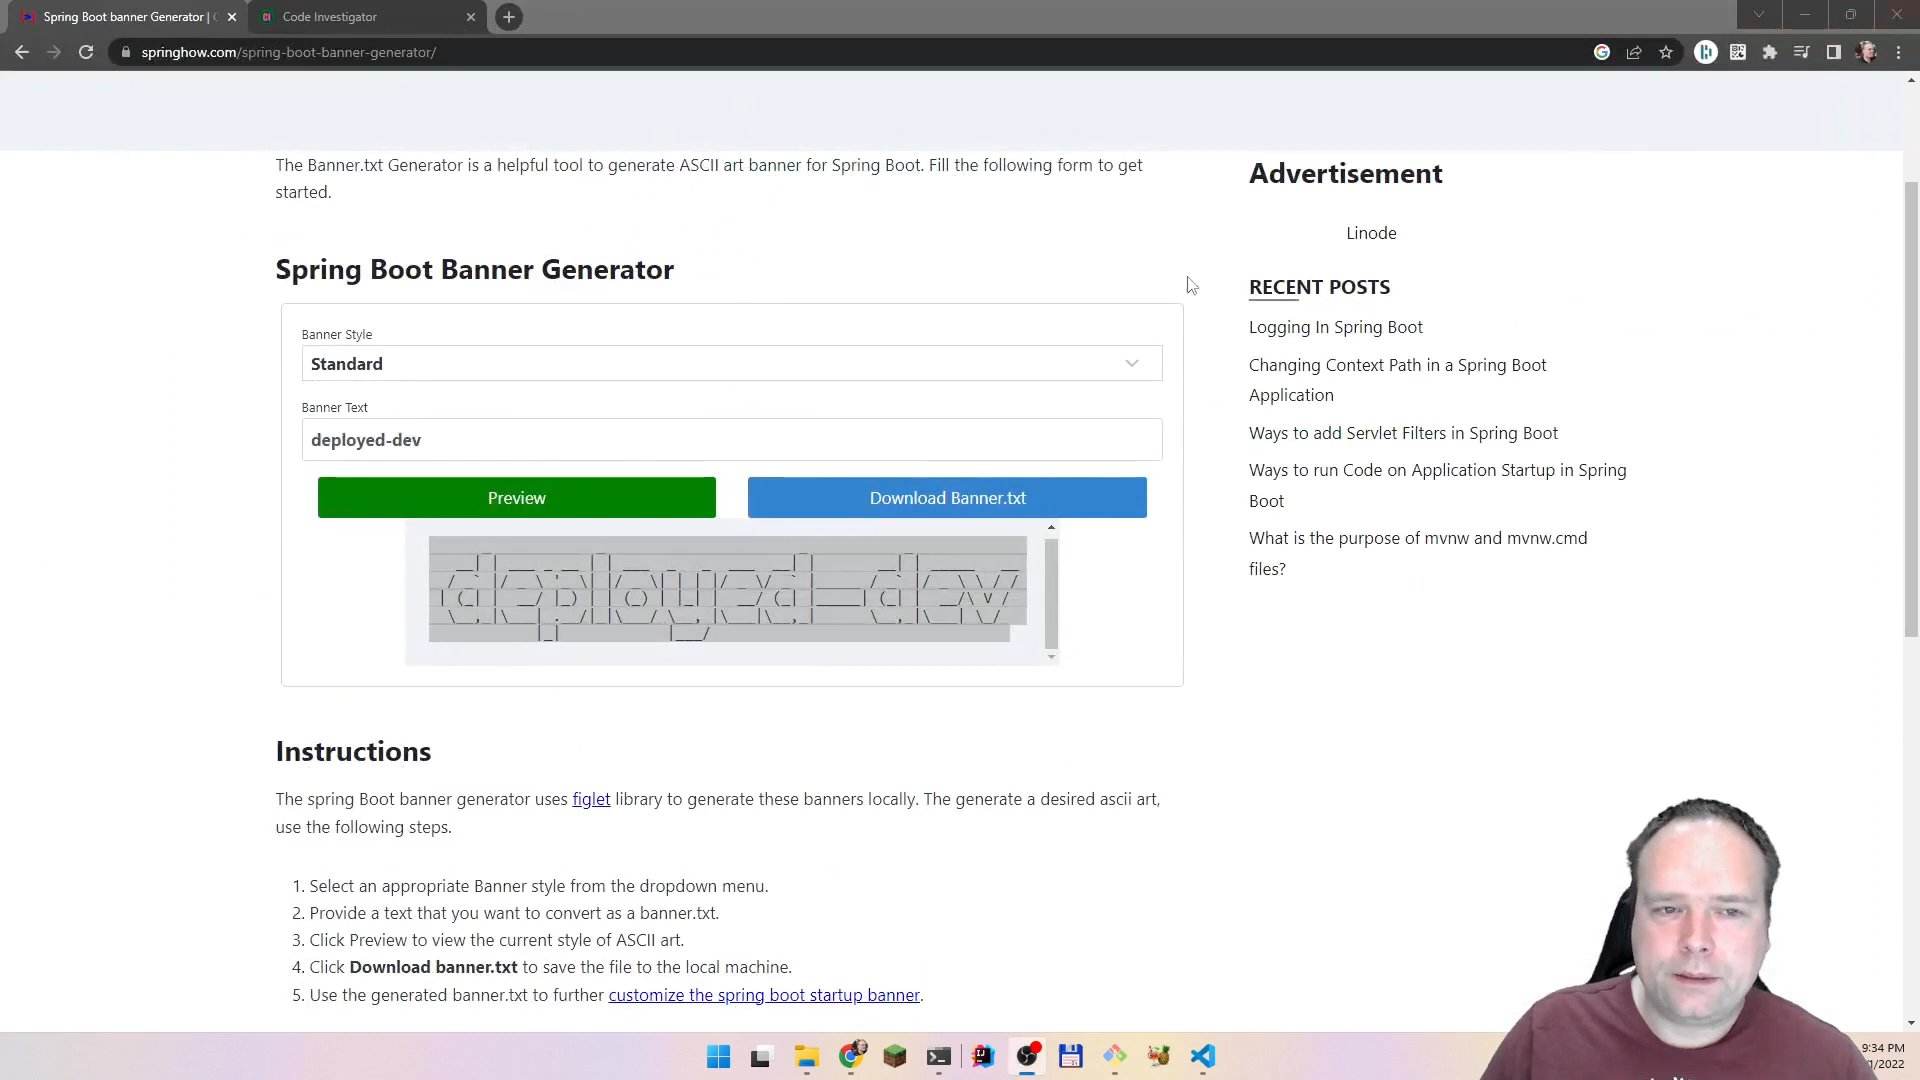 Spring Boot banner Generator |
Code Investigator
springhow.com/spring-boot-banner-generator/
The Banner.txt Generator is a helpful tool to generate ASCII art banner for Spring Boot. Fill the following form to get
started.
Spring Boot Banner Generator
Banner Style
Standard
Banner Text
deployed-dev
Preview
Download Banner.txt
deployed-dev
Instructions
The spring Boot banner generator uses figlet library to generate these banners locally. The generate a desired ascii art,
use the following steps.
1. Select an appropriate Banner style from the dropdown menu.
2. Provide a text that you want to convert as a banner.txt.
3. Click Preview to view the current style of ASCII art.
4. Click Download banner.txt to save the file to the local machine.
5. Use the generated banner.txt to further customize the spring boot startup banner.
Advertisement
Linode
RECENT POSTS
Logging In Spring Boot
Changing Context Path in a Spring Boot
Application
Ways to add Servlet Filters in Spring Boot
Ways to run Code on Application Startup in Spring
Boot
What is the purpose of mvnw and mvnw.cmd
files?
9:34 PM
/1/2022